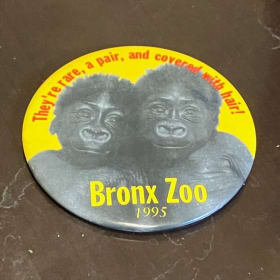 They're rare, a pair, and covered with hair!
Bronx Zoo
1995